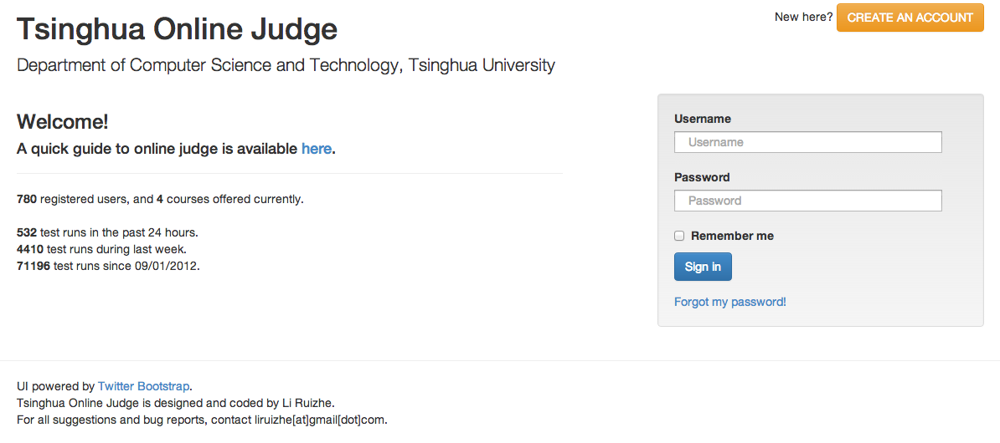 Tsinghua Online Judge
New here? CREATE AN ACCOUNT
Department of Computer Science and Technology, Tsinghua University
Welcome!
A quick guide to online judge is available here.
780 registered users, and 4 courses offered currently.
532 test runs in the past 24 hours.
4410 test runs during last week.
71196 test runs since 09/01/2012.
Username
Username
Password
Password
Remember me
Sign in
Forgot my password!
UI powered by Twitter Bootstrap.
Tsinghua Online Judge is designed and coded by Li Ruizhe.
For all suggestions and bug reports, contact liruizhe[at]gmail[dot]com.